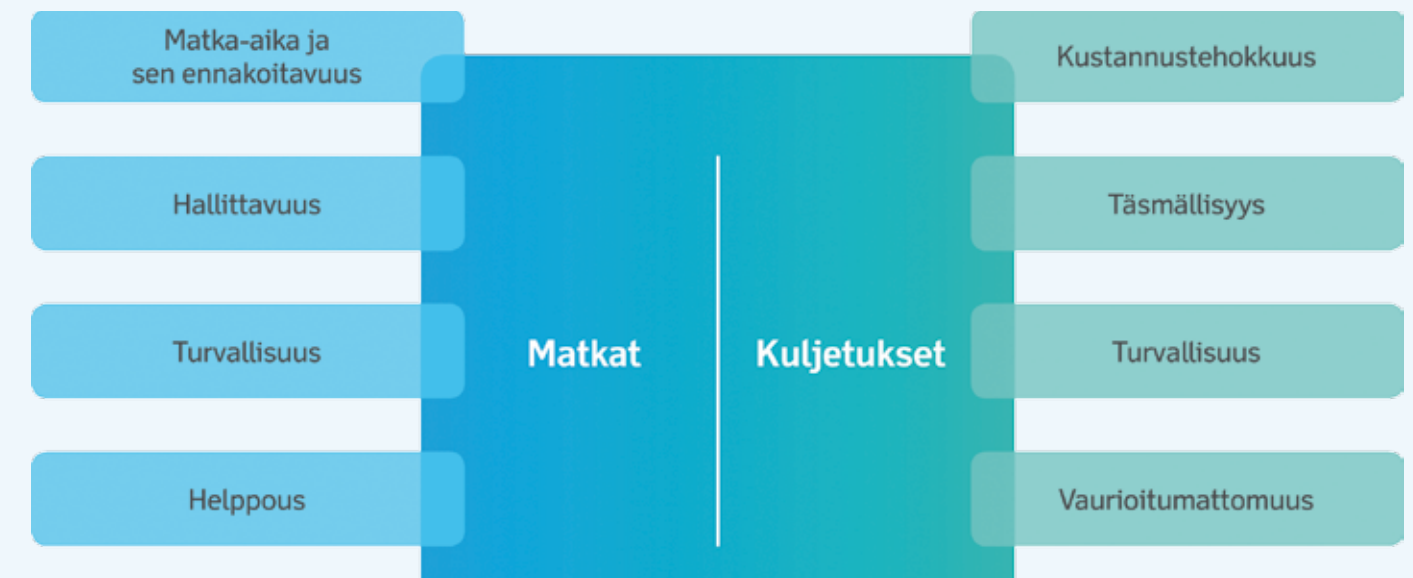 Matka-aika ja
sen ennakoitavuus
Hallittavuus
Turvallisuus
Helppous
Matkat
Kuljetukset
Kustannustehokkuus
Täsmällisyys
Turvallisuus
Vaurioitumattomuus